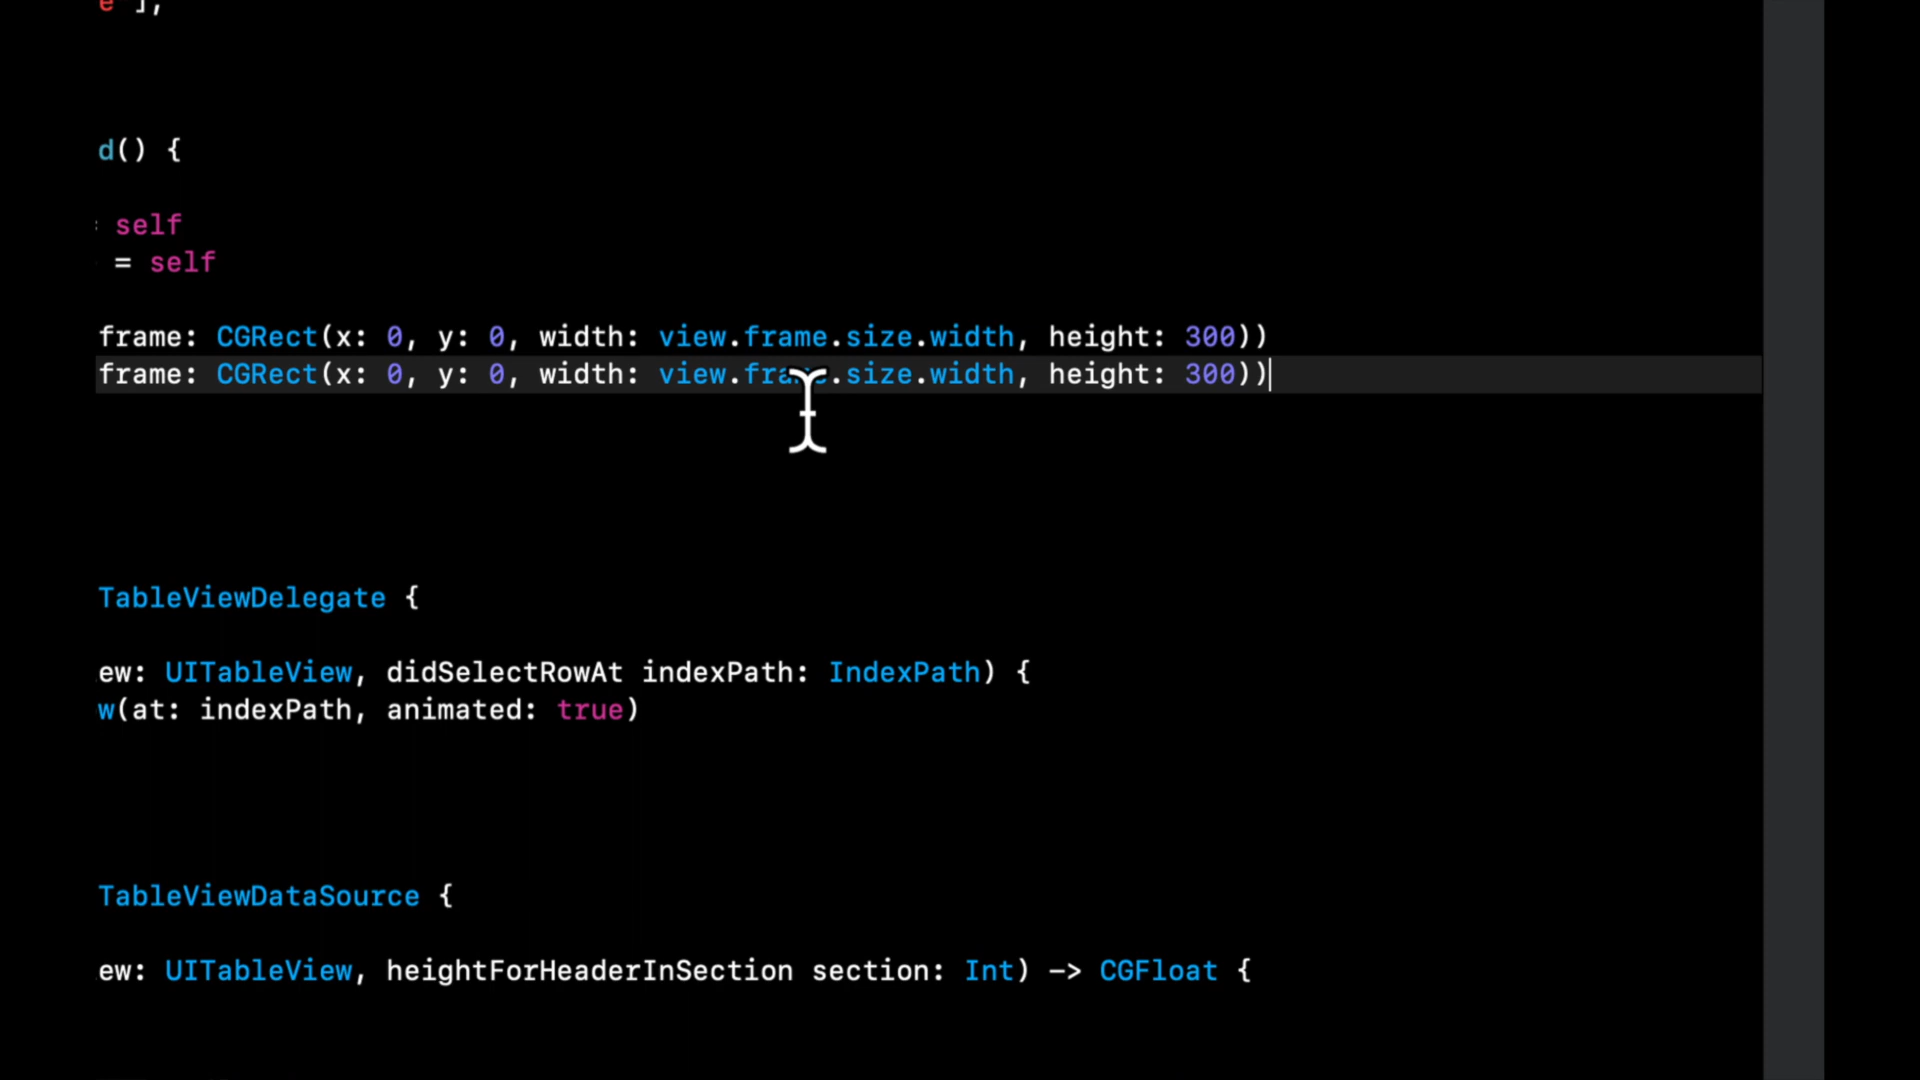 e"],
d() {
= self
= self
frame: CGRect(x: 0, y: 0, width: view.frame.size.width, height: 300))
frame: CGRect(x: 0, y: 0, width: view.frame.size.width, height: 300))
TableViewDelegate {
ew: UITableView, didSelectRowAt indexPath: IndexPath) {
w(at: indexPath, animated: true)
TableViewDataSource {
ew: UITableView, heightForHeaderInSection section: Int) -> CGFloat {